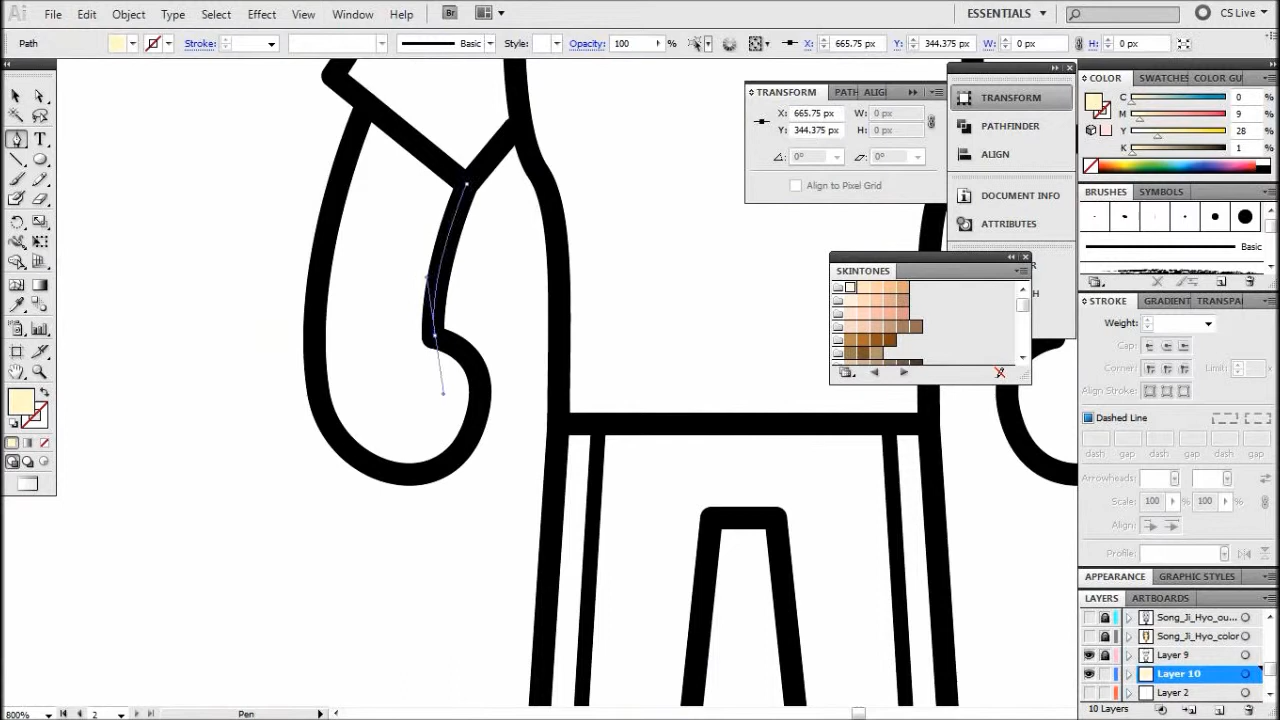 Ai File Edit Object Type Select Effect View Window Help Br ESSENTIALS CS Live
Path Stroke: Basic Style: Opacity: 100 % X: 665.75 px Y: 344.375 px W: 0 px H: 0 px
TRANSFORM PATH ALIG
X: 665.75 px W: 0 px
Y: 344.375 px H: 0 px
0° 0°
Align to Pixel Grid
TRANSFORM
PATHFINDER
ALIGN
DOCUMENT INFO
ATTRIBUTES
SKINTONES
COLOR SWATCHES COLOR GU
C 0 %
M 9 %
Y 28 %
K 1 %
BRUSHES SYMBOLS
Basic
STROKE GRADIENT TRANSPA
Weight:
Cap:
Corner: Limit:
Align Stroke:
Dashed Line
dash gap dash gap dash gap
Arrowheads:
Scale: 100 100 %
Align:
Profile:
APPEARANCE GRAPHIC STYLES
LAYERS ARTBOARDS
Song_Ji_Hyo_ou...
Song_Ji_Hyo_color
Layer 9
Layer 10
Layer 2
10 Layers
800% 2 Pen